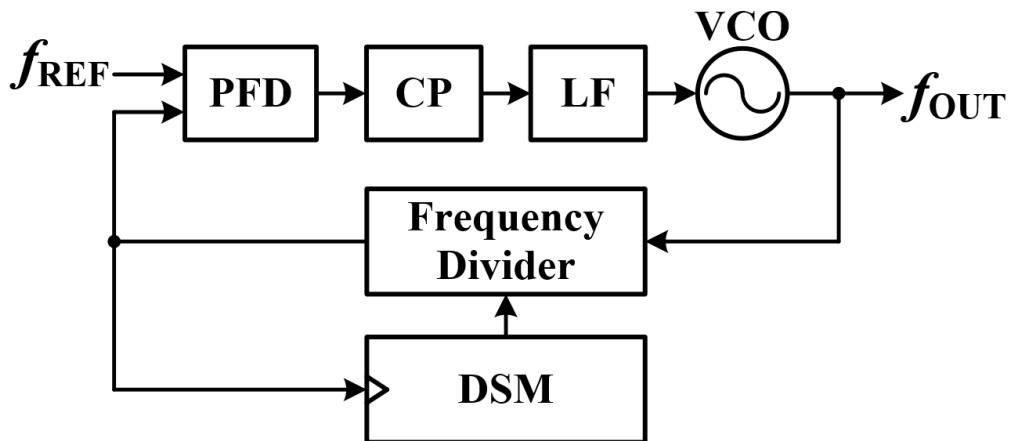 VCO
fREF
PFD
CP
LF
fOUT
Frequency
Divider
DSM